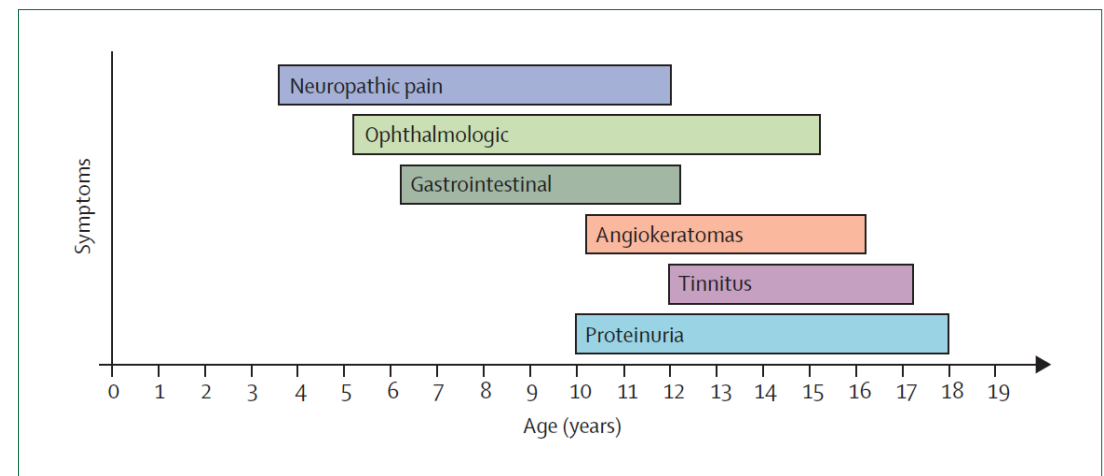 Neuropathic pain
Ophthalmologic
Gastrointestinal
Angiokeratomas
Tinnitus
Proteinuria
Symptoms
0 1 2 3 4 5 6 7 8 9 10 11 12 13 14 15 16 17 18 19
Age (years)